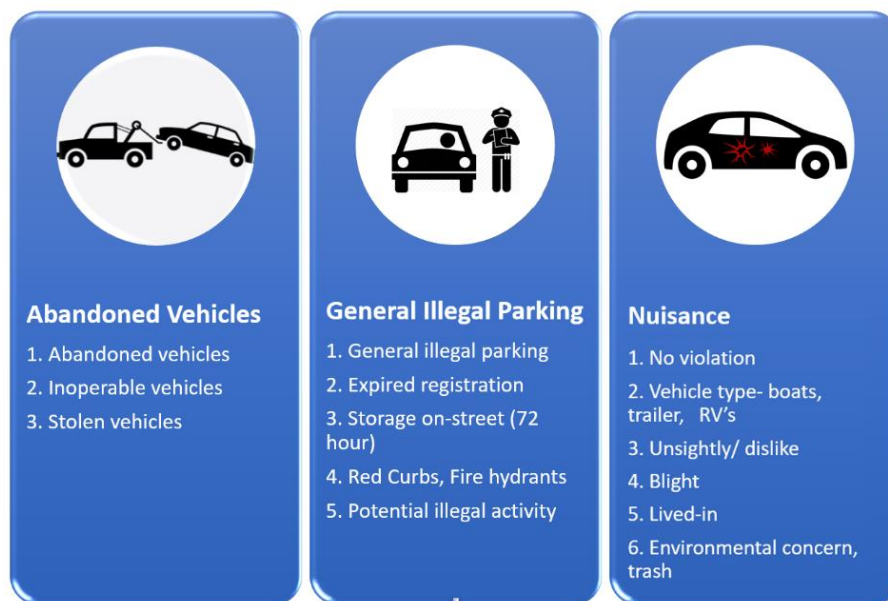 Abandoned Vehicles
1. Abandoned vehicles
2. Inoperable vehicles
3. Stolen vehicles
General Illegal Parking
1. General illegal parking
2. Expired registration
3. Storage on-street (72
hour)
4. Red Curbs, Fire hydrants
5. Potential illegal activity
Nuisance
1. No violation
2. Vehicle type- boats,
trailer, RV's
3. Unsightly/ dislike
4. Blight
5. Lived-in
6. Environmental concern,
trash